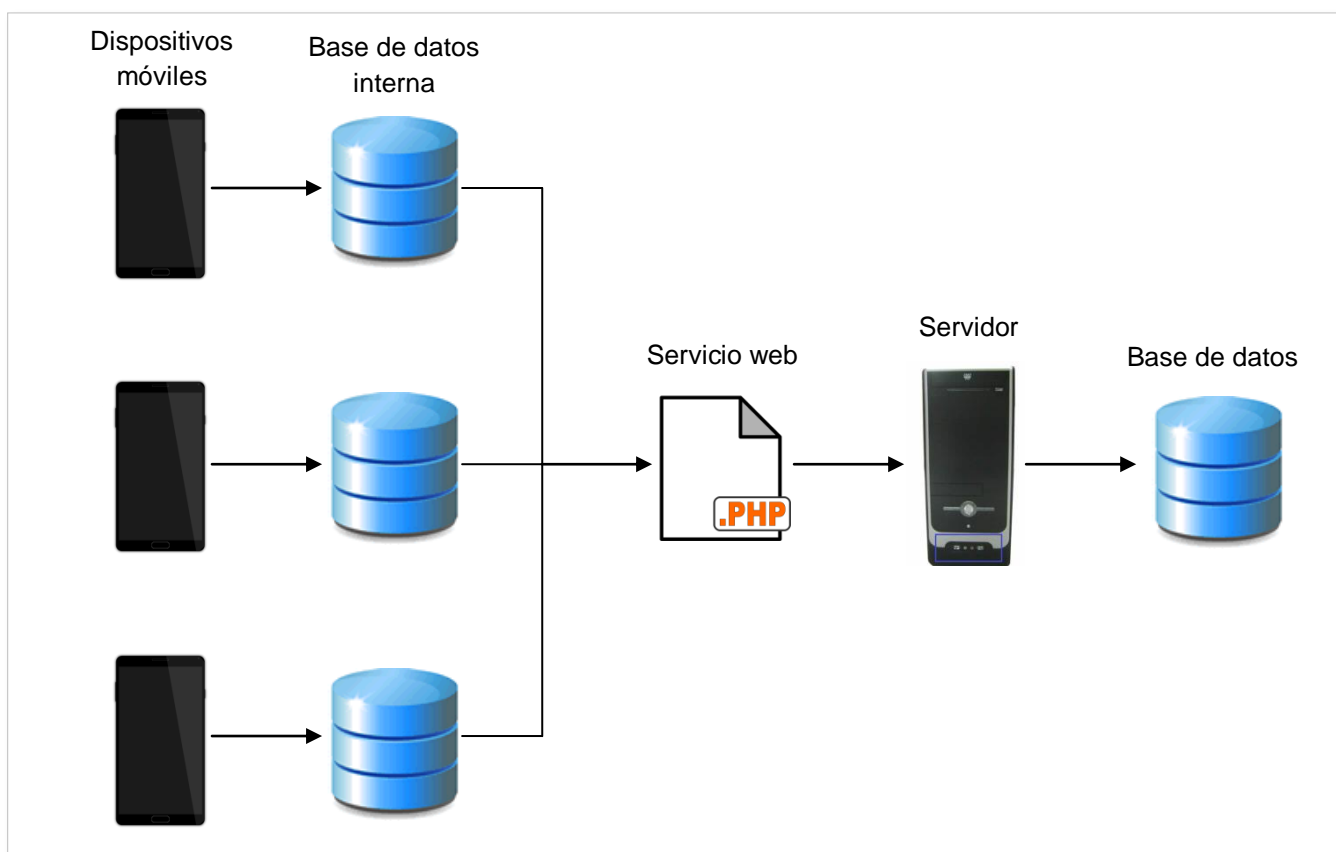 Dispositivos
móviles
Base de datos
interna
Servicio web
Servidor
Base de datos
.PHP